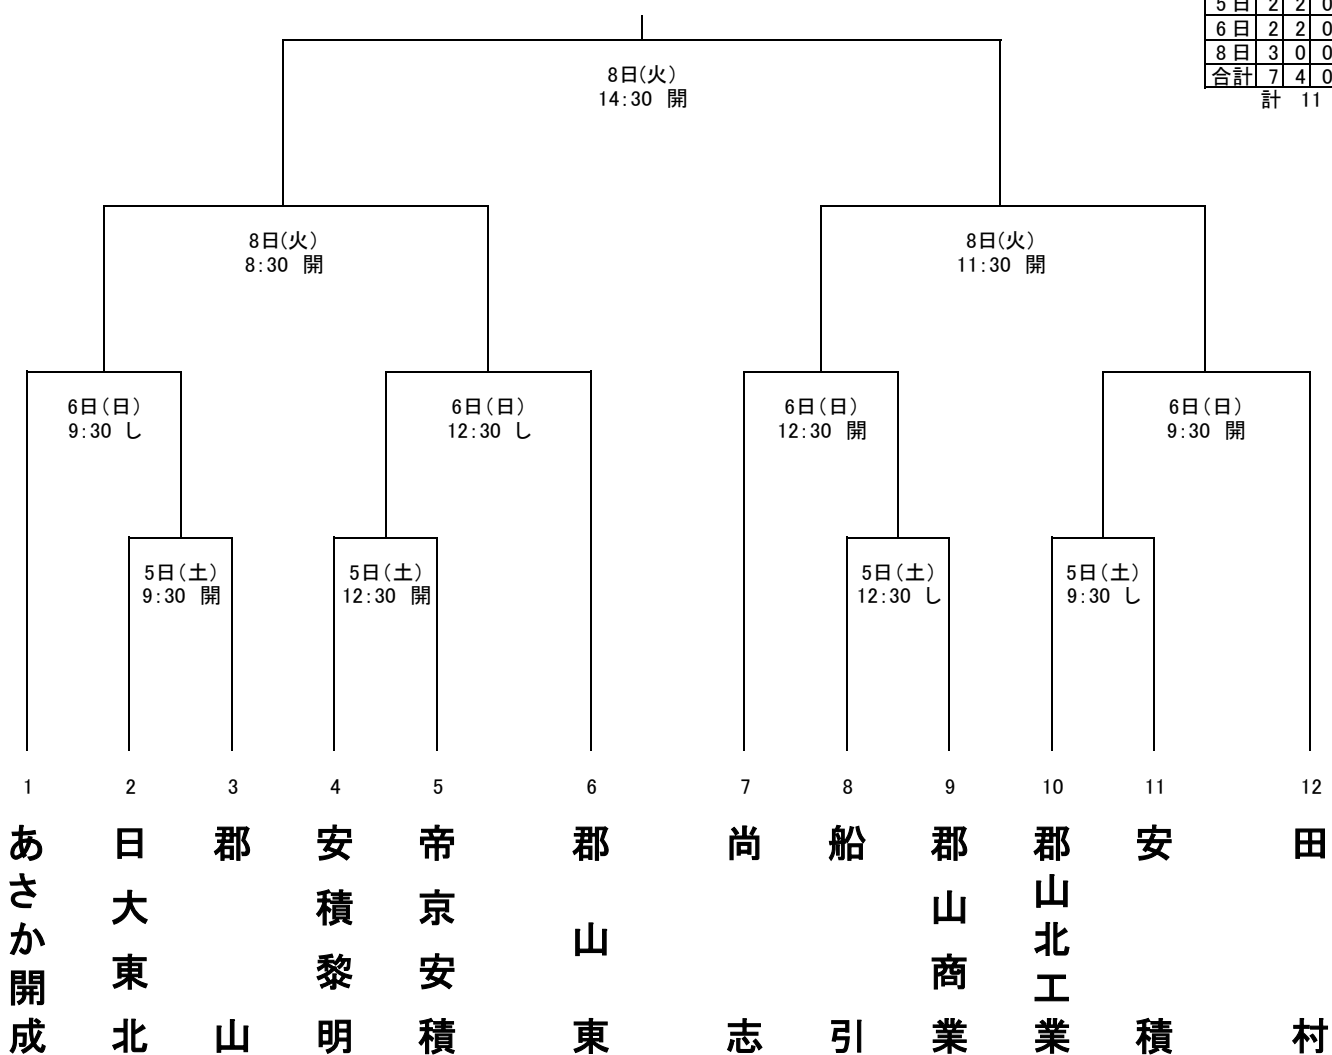 5日 2 2 0
6日 2 2 0
8日 3 0 0
合計 7 4 0
計 11
8日(火)
14:30 開
8日(火)
8:30 開
8日(火)
11:30 開
6日(日)
9:30 し
6日(日)
12:30 し
6日(日)
12:30 開
6日(日)
9:30 開
5日(土)
9:30 開
5日(土)
12:30 開
5日(土)
12:30 し
5日(土)
9:30 し
1 2 3 4 5 6 7 8 9 10 11 12
あさか開成
日大東北
郡山
安積黎明
帝京安積
郡山東
尚志
船引
郡山商業
郡山北工業
安積
田村